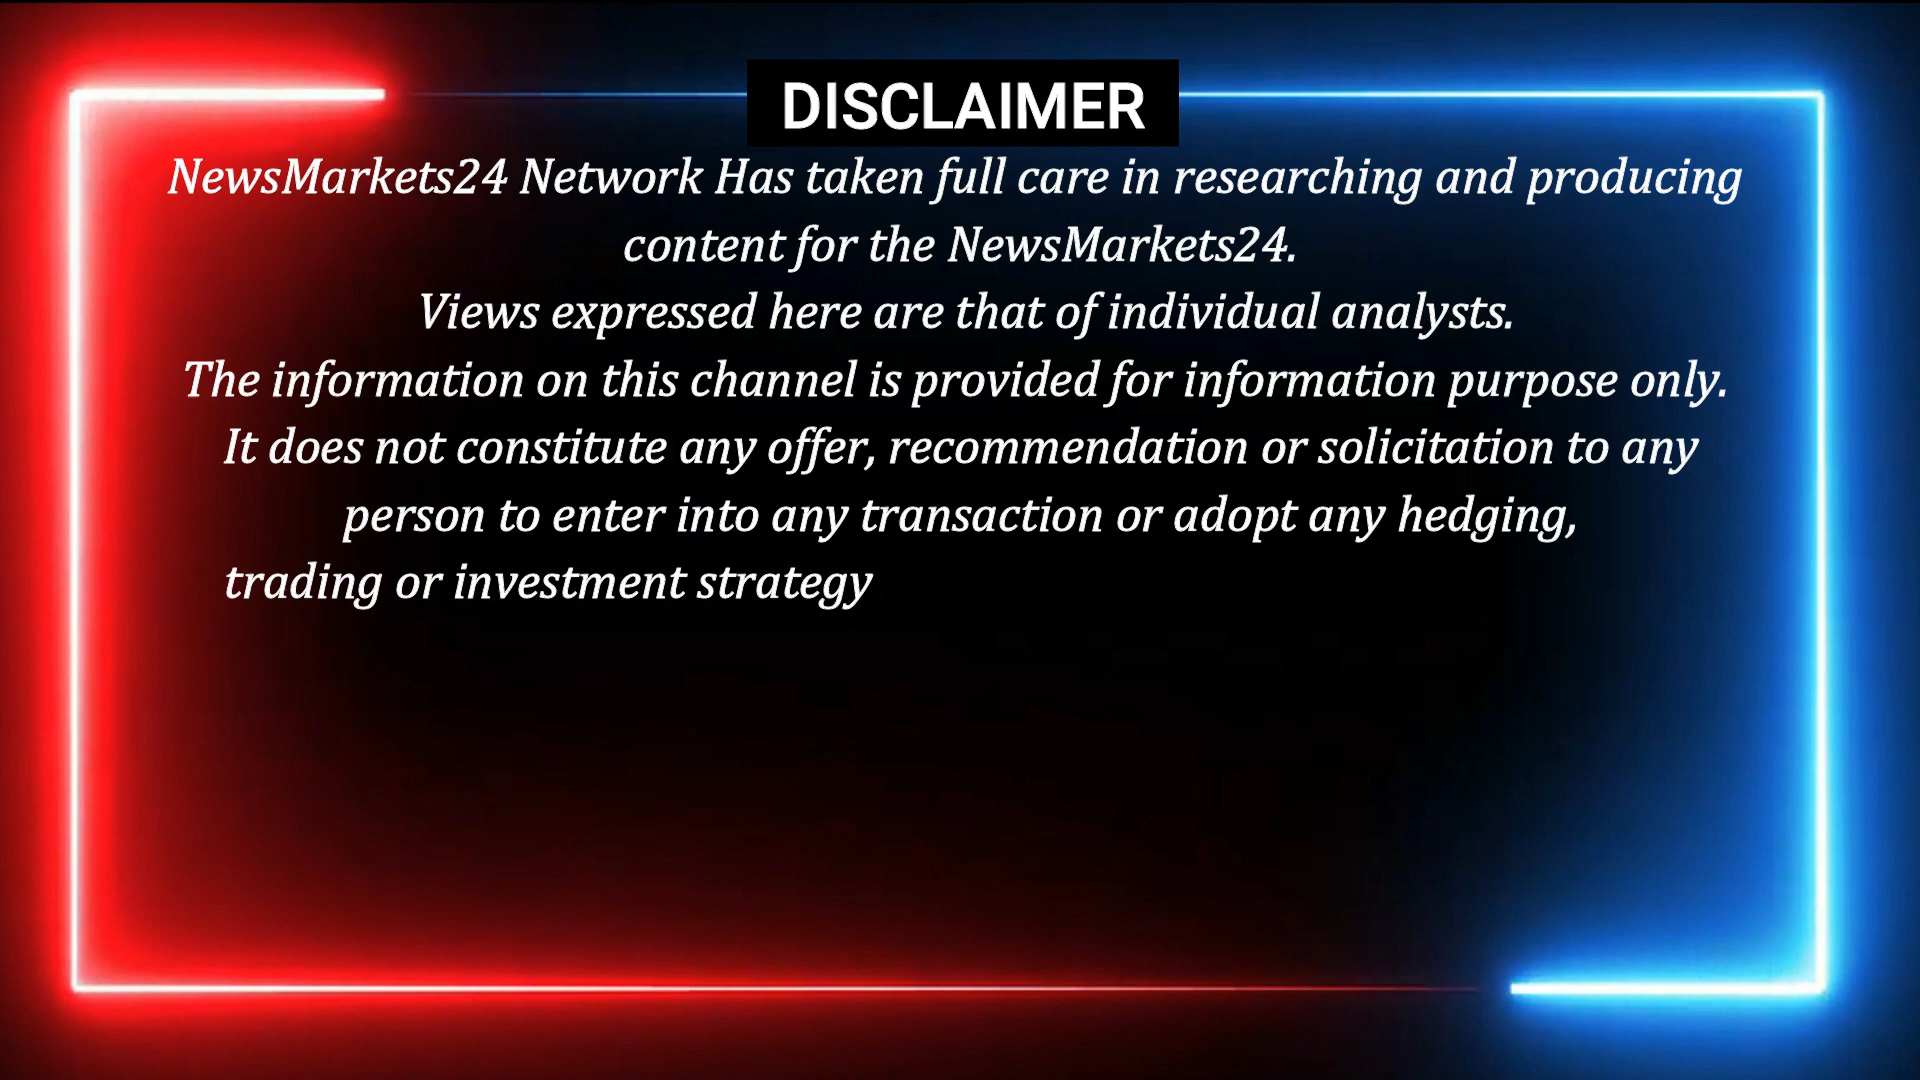 DISCLAIMER
NewsMarkets24 Network Has taken full care in researching and producing
content for the NewsMarkets24.
Views expressed here are that of individual analysts.
The information on this channel is provided for information purpose only.
It does not constitute any offer, recommendation or solicitation to any
person to enter into any transaction or adopt any hedging,
trading or investment strategy